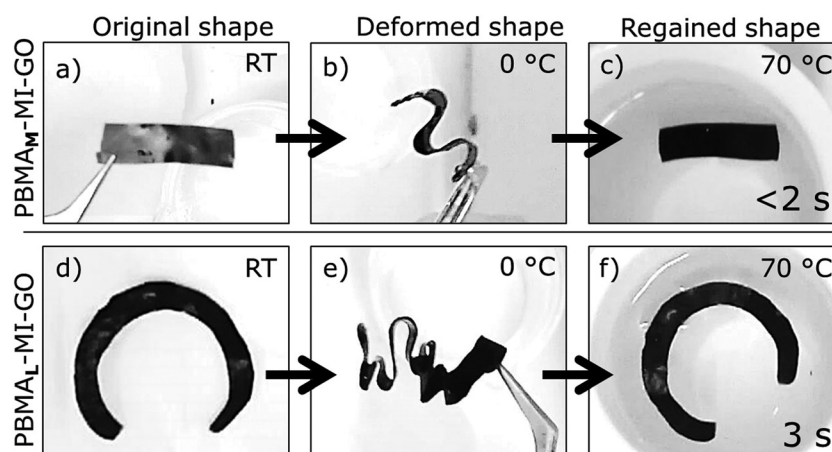 Original shape
Deformed shape
Regained shape
PBMAM-MI-GO
a)
RT
b)
0 °C
c)
70 °C
<2 s
PBMAL-MI-GO
d)
RT
e)
0 °C
f)
70 °C
3 s